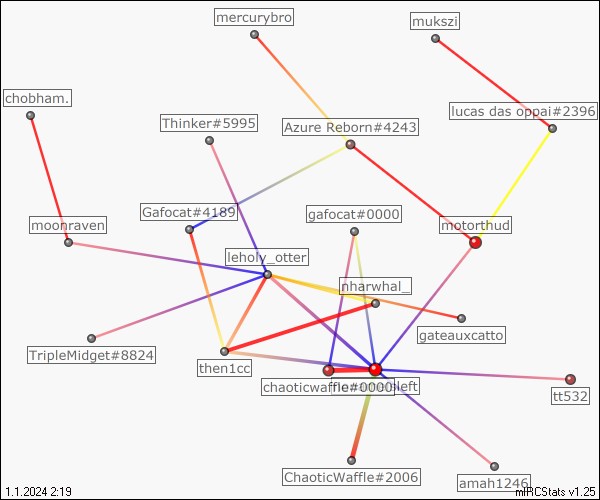 mercurybro
mukszi
chobham.
lucas das oppai#2396
Thinker#5995
Azure Reborn#4243
Gafocat#4189
gafocat#0000
moonraven
motorthud
leholy_otter
nharwhal_
gateauxcatto
TripleMidget#8824
then1cc
chaoticwaffle#0000
left
tt532
ChaoticWaffle#2006
amah1246
1.1.2024 2:19
mIRCStats v1.25